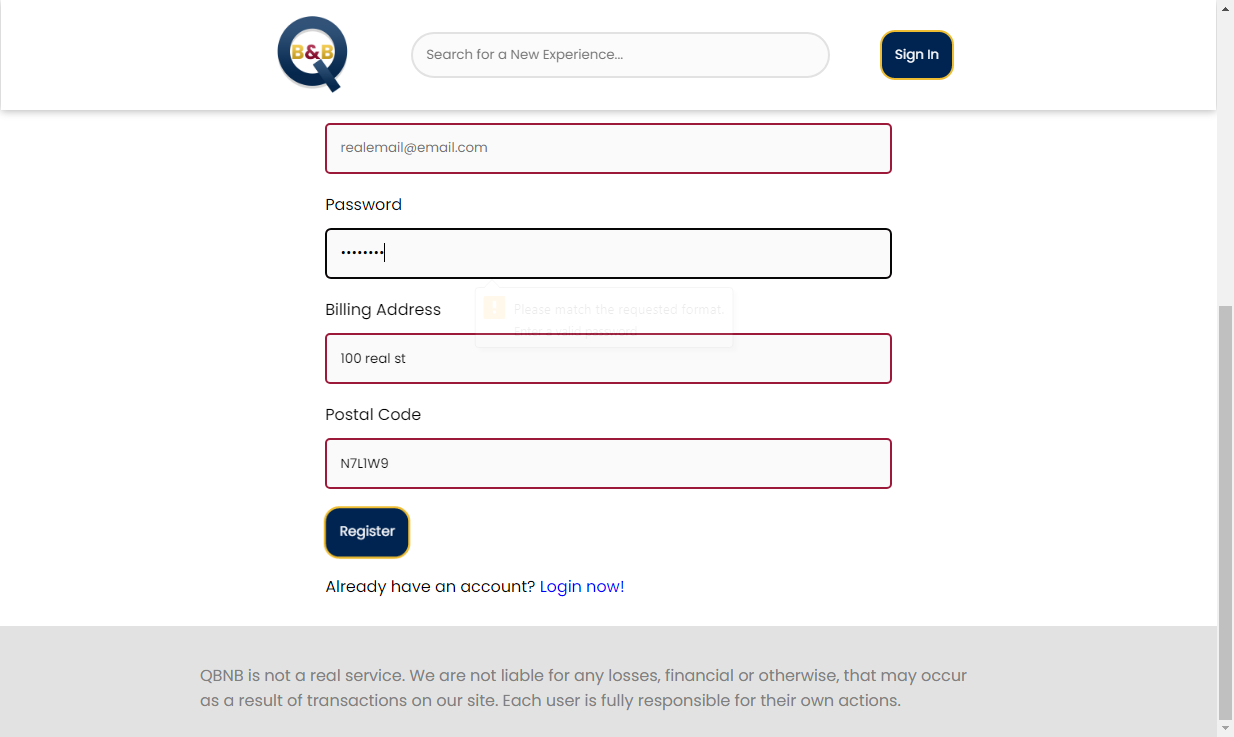 B&B
Search for a New Experience...
Sign In
realemail@email.com
Password
••••••••
Billing Address
Please match the requested format.
Enter a valid password
100 real st
Postal Code
N7L1W9
Register
Already have an account? Login now!
QBNB is not a real service. We are not liable for any losses, financial or otherwise, that may occur
as a result of transactions on our site. Each user is fully responsible for their own actions.